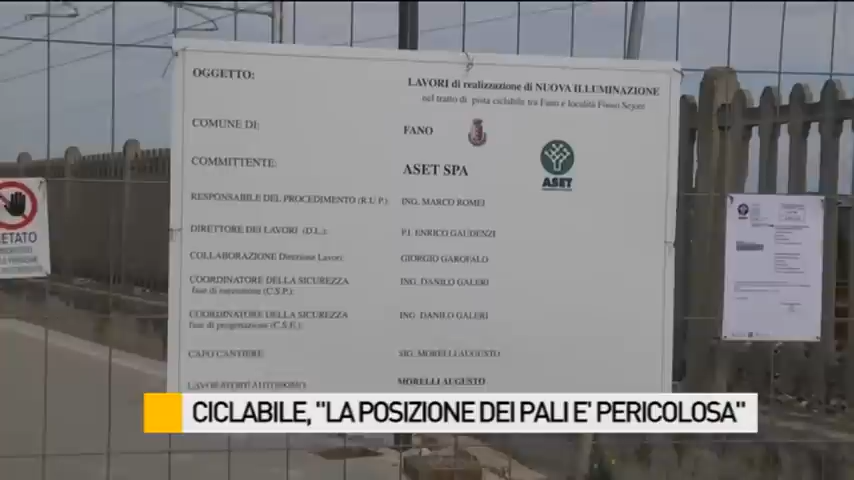 OGGETTO:
LAVORI di realizzazione di NUOVA ILLUMINAZIONE
nel tratto di pista ciclabile tra Fano e località Fosso Sejore
COMUNE DI:
FANO
COMMITTENTE:
ASET SPA
ASET
RESPONSABILE DEL PROCEDIMENTO (R.U.P.)
ING. MARCO ROMEI
DIRETTORE DEI LAVORI (D.L.):
P.I. ENRICO GAUDENZI
COLLABORAZIONE Direzione Lavori:
GIORGIO GAROFALO
COORDINATORE DELLA SICUREZZA
fase di (C.S.P.):
ING. DANILO GALERI
COORDINATORE DELLA SICUREZZA
fase di progettazione (C.S.E.):
ING DANILO GALERI
CAPO CANTIERE
SIG. MORELLI AUGUSTO
MORELLI AUGUSTO
ETATO
CICLABILE, "LA POSIZIONE DEI PALI E' PERICOLOSA"